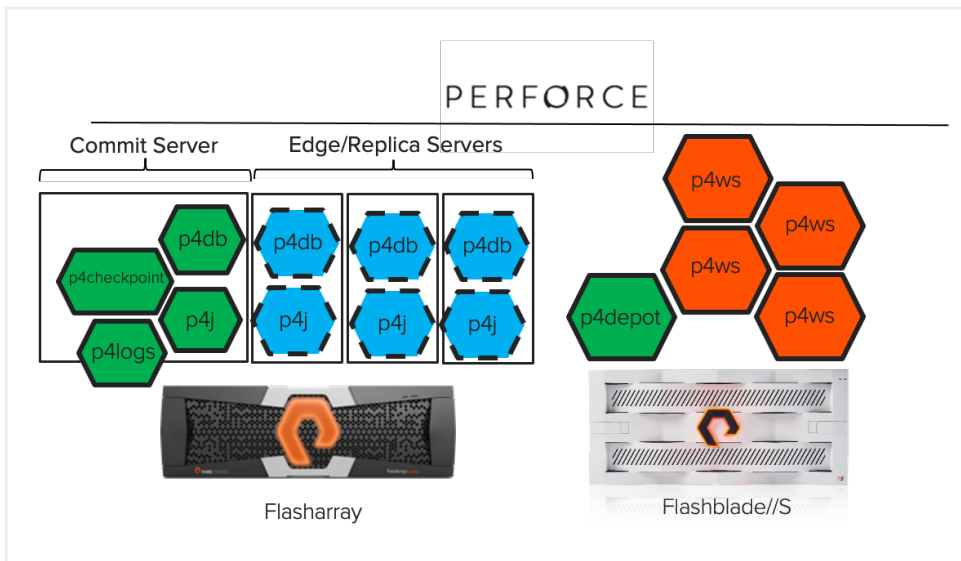 PERFORCE
Commit Server
Edge/Replica Servers
p4db
p4checkpoint
p4j
p4logs
p4db
p4j
p4db
p4j
p4db
p4j
p4ws
p4ws
p4ws
p4ws
p4depot
Flasharray
Flashblade//S